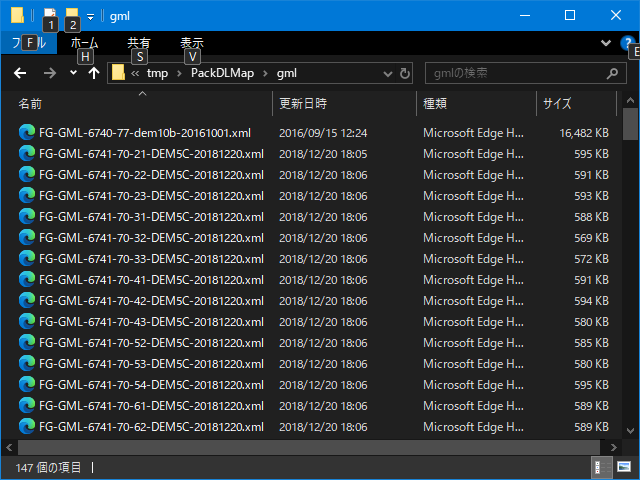 gml
1 2
ファイル ホーム 共有 表示
F H S V E
« tmp > PackDLMap > gml gmlの検索
名前 更新日時 種類 サイズ
FG-GML-6740-77-dem10b-20161001.xml 2016/09/15 12:24 Microsoft Edge H... 16,482 KB
FG-GML-6741-70-21-DEM5C-20181220.xml 2018/12/20 18:05 Microsoft Edge H... 595 KB
FG-GML-6741-70-22-DEM5C-20181220.xml 2018/12/20 18:06 Microsoft Edge H... 591 KB
FG-GML-6741-70-23-DEM5C-20181220.xml 2018/12/20 18:06 Microsoft Edge H... 593 KB
FG-GML-6741-70-31-DEM5C-20181220.xml 2018/12/20 18:06 Microsoft Edge H... 588 KB
FG-GML-6741-70-32-DEM5C-20181220.xml 2018/12/20 18:06 Microsoft Edge H... 569 KB
FG-GML-6741-70-33-DEM5C-20181220.xml 2018/12/20 18:06 Microsoft Edge H... 572 KB
FG-GML-6741-70-41-DEM5C-20181220.xml 2018/12/20 18:06 Microsoft Edge H... 591 KB
FG-GML-6741-70-42-DEM5C-20181220.xml 2018/12/20 18:06 Microsoft Edge H... 594 KB
FG-GML-6741-70-43-DEM5C-20181220.xml 2018/12/20 18:06 Microsoft Edge H... 580 KB
FG-GML-6741-70-52-DEM5C-20181220.xml 2018/12/20 18:06 Microsoft Edge H... 585 KB
FG-GML-6741-70-53-DEM5C-20181220.xml 2018/12/20 18:06 Microsoft Edge H... 580 KB
FG-GML-6741-70-54-DEM5C-20181220.xml 2018/12/20 18:06 Microsoft Edge H... 595 KB
FG-GML-6741-70-61-DEM5C-20181220.xml 2018/12/20 18:06 Microsoft Edge H... 589 KB
FG-GML-6741-70-62-DEM5C-20181220.xml 2018/12/20 18:06 Microsoft Edge H... 589 KB
147 個の項目